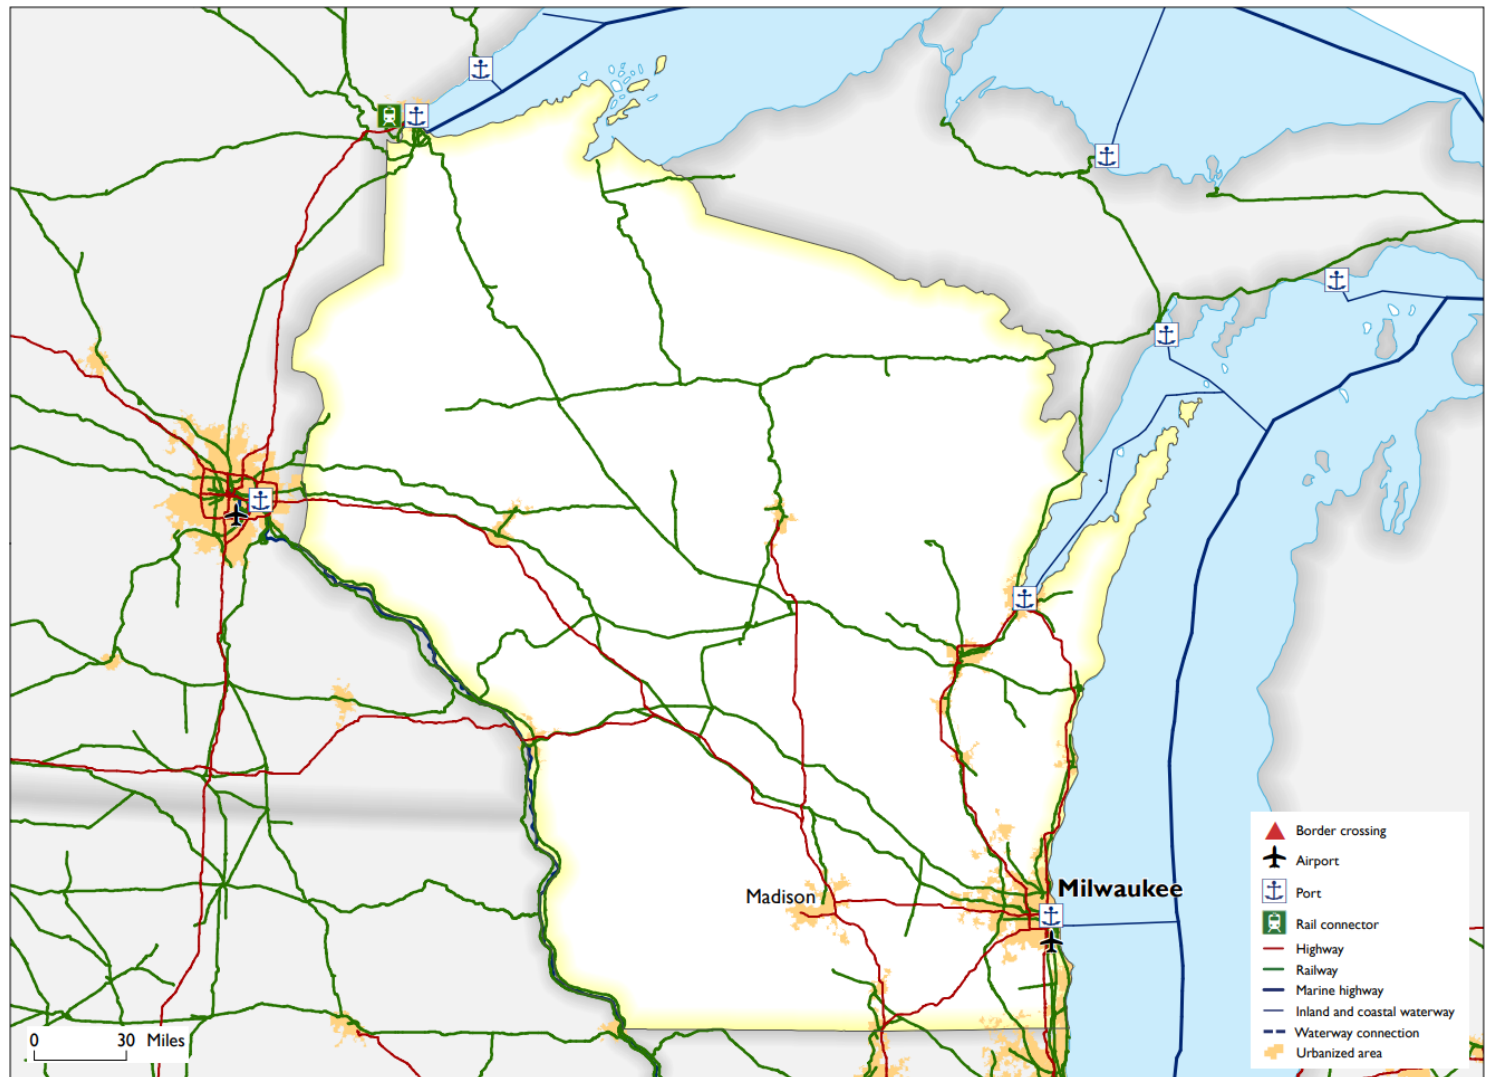 Madison
Milwaukee
Border crossing
Airport
Port
Rail connector
Highway
Railway
Marine highway
Inland and coastal waterway
Waterway connection
Urbanized area
0 30 Miles